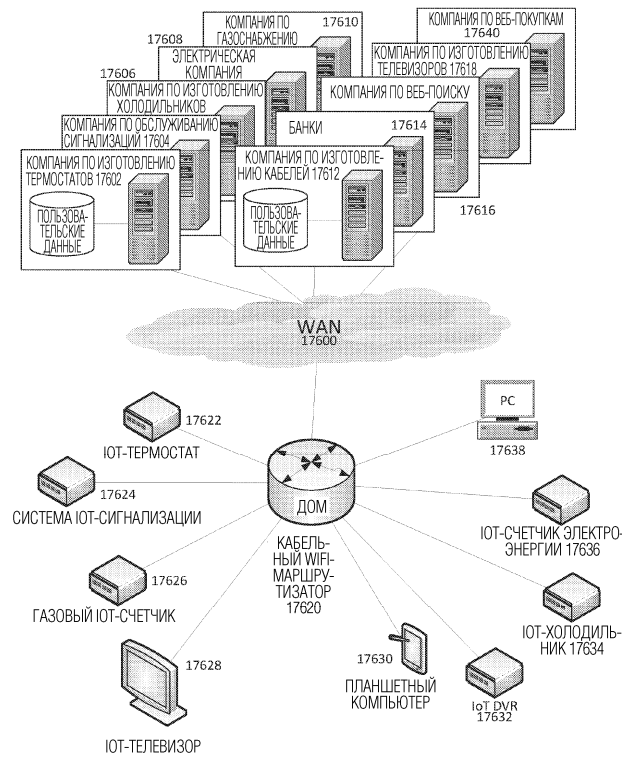 КОМПАНИЯ ПО
ГАЗОСНАБЖЕНИЮ
17610
КОМПАНИЯ ПО ВЕБ-ПОКУПКАМ
17640
17608
ЭЛЕКТРИЧЕСКАЯ
КОМПАНИЯ
КОМПАНИЯ ПО ИЗГОТОВЛЕНИЮ
ТЕЛЕВИЗОРОВ 17618
17606
КОМПАНИЯ ПО ИЗГОТОВЛЕНИЮ
ХОЛОДИЛЬНИКОВ
КОМПАНИЯ ПО ВЕБ-ПОИСКУ
17616
КОМПАНИЯ ПО ОБСЛУЖИВАНИЮ
СИГНАЛИЗАЦИЙ 17604
БАНКИ
17614
КОМПАНИЯ ПО ИЗГОТОВЛЕНИЮ
ТЕРМОСТАТОВ 17602
ПОЛЬЗОВА-
ТЕЛЬСКИЕ
ДАННЫЕ
КОМПАНИЯ ПО ИЗГОТОВЛЕ-
НИЮ КАБЕЛЕЙ 17612
ПОЛЬЗОВА-
ТЕЛЬСКИЕ
ДАННЫЕ
WAN
17600
17622
IOT-ТЕРМОСТАТ
PC
17638
17624
СИСТЕМА IOT-СИГНАЛИЗАЦИИ
ДОМ
КАБЕЛЬ-
НЫЙ WIFI-
МАРШРУ-
ТИЗАТОР
17620
IOT-СЧЕТЧИК ЭЛЕКТРО-
ЭНЕРГИИ 17636
17626
ГАЗОВЫЙ IOT-СЧЕТЧИК
IOT-ХОЛОДИЛЬ-
НИК 17634
17628
IOT-ТЕЛЕВИЗОР
17630
ПЛАНШЕТНЫЙ
КОМПЬЮТЕР
IoT DVR
17632